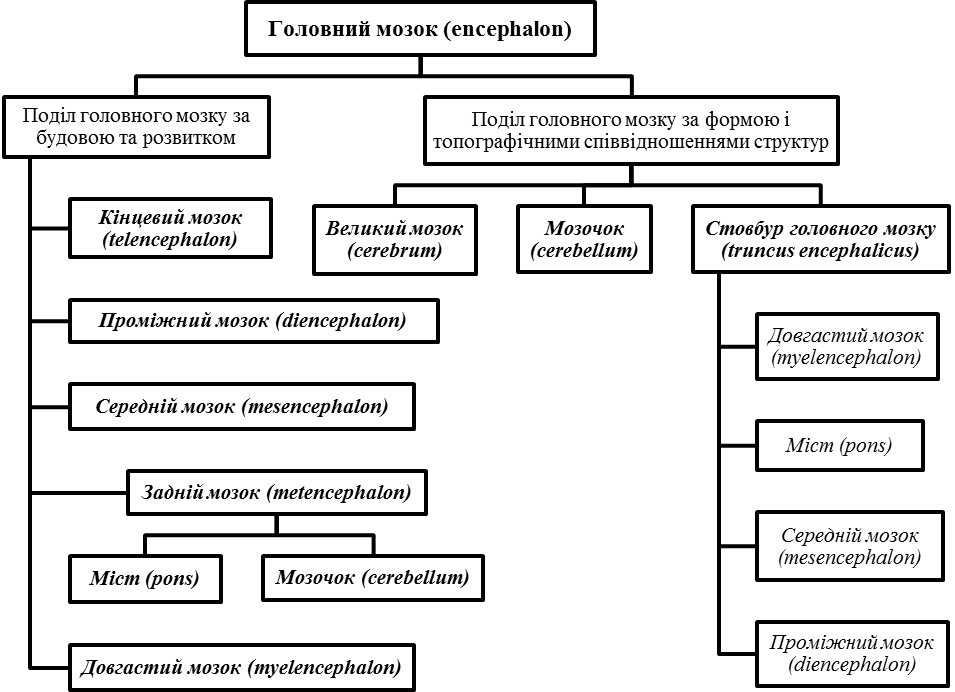 Головний мозок (encephalon)
Поділ головного мозку за
будовою та розвитком
Поділ головного мозку за формою і
топографічними співвідношеннями структур
Кінцевий мозок
(telencephalon)
Проміжний мозок (diencephalon)
Середній мозок (mesencephalon)
Задній мозок (metencephalon)
Міст (pons)
Мозочок (cerebellum)
Довгастий мозок (myelencephalon)
Великий мозок
(cerebrum)
Мозочок
(cerebellum)
Стовбур головного мозку
(truncus encephalicus)
Довгастий мозок
(myelencephalon)
Міст (pons)
Середній мозок
(mesencephalon)
Проміжний мозок
(diencephalon)